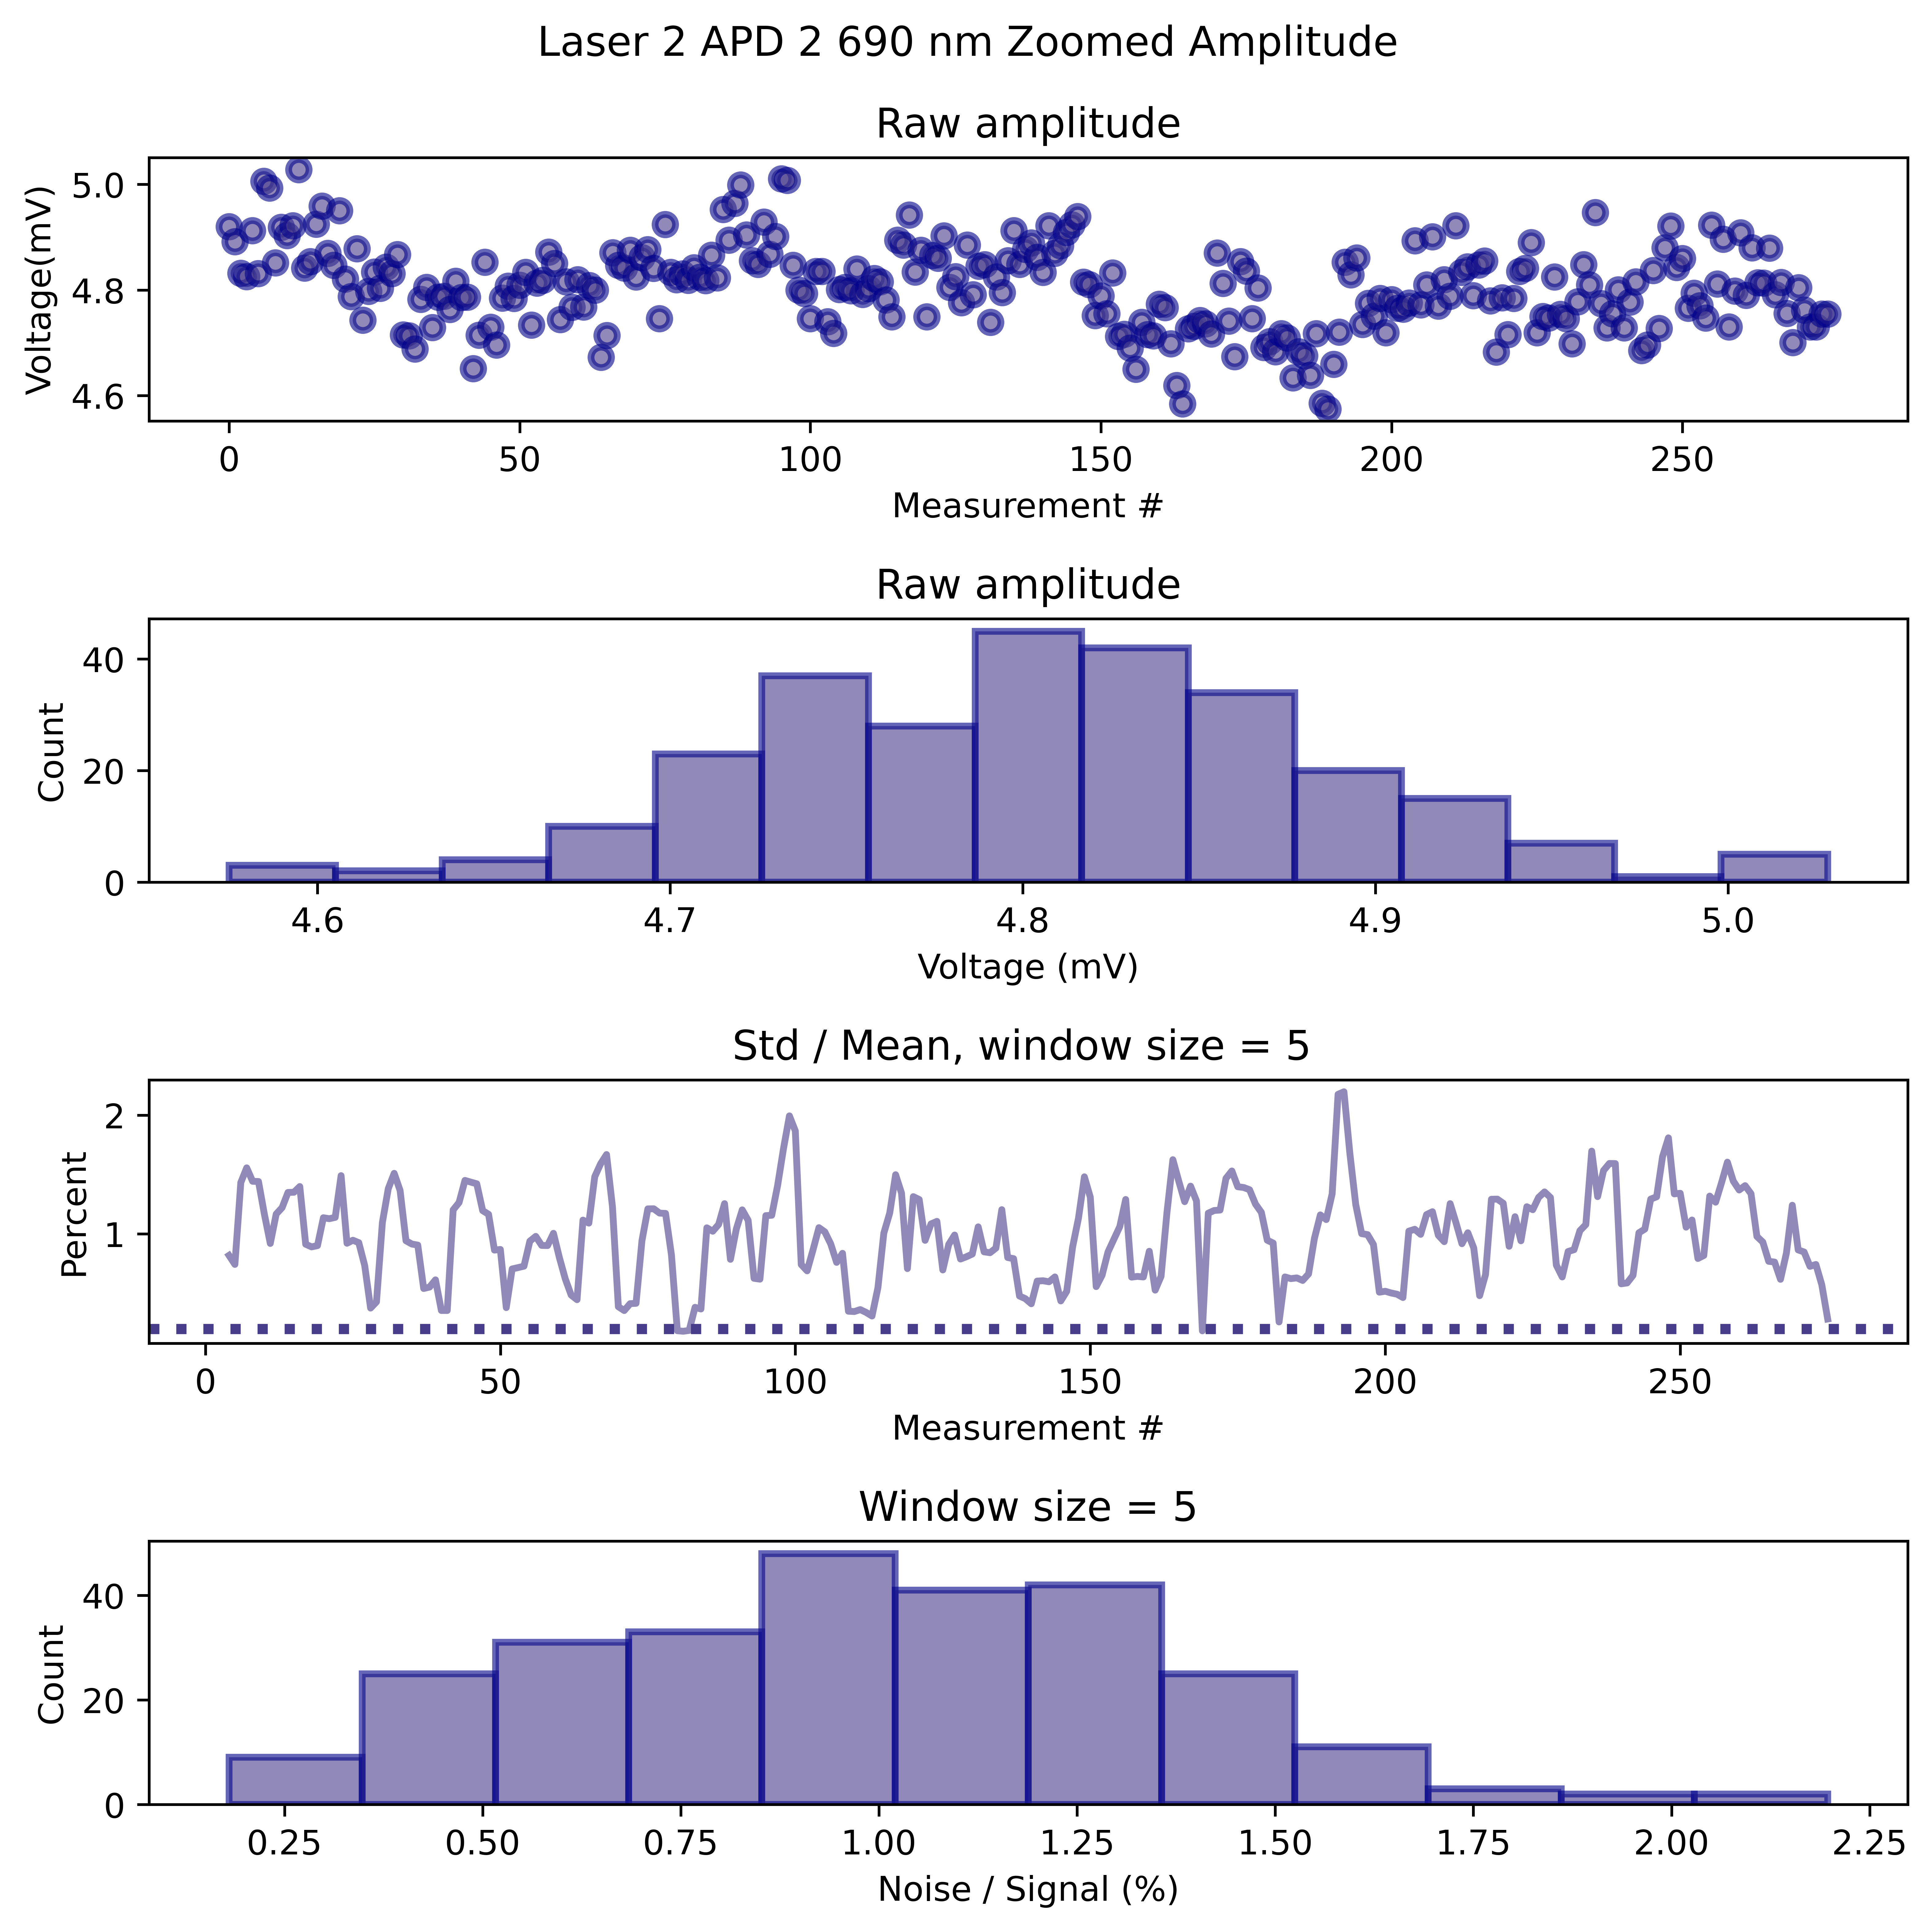 Laser 2 APD 2 690 nm Zoomed Amplitude
Raw amplitude
Voltage(mV)
5.0
4.8
4.6
0 50 100 150 200 250
Measurement #
Raw amplitude
Count
40
20
0
4.6 4.7 4.8 4.9 5.0
Voltage (mV)
Std / Mean, window size = 5
Percent
2
1
0 50 100 150 200 250
Measurement #
Window size = 5
Count
40
20
0
0.25 0.50 0.75 1.00 1.25 1.50 1.75 2.00 2.25
Noise / Signal (%)